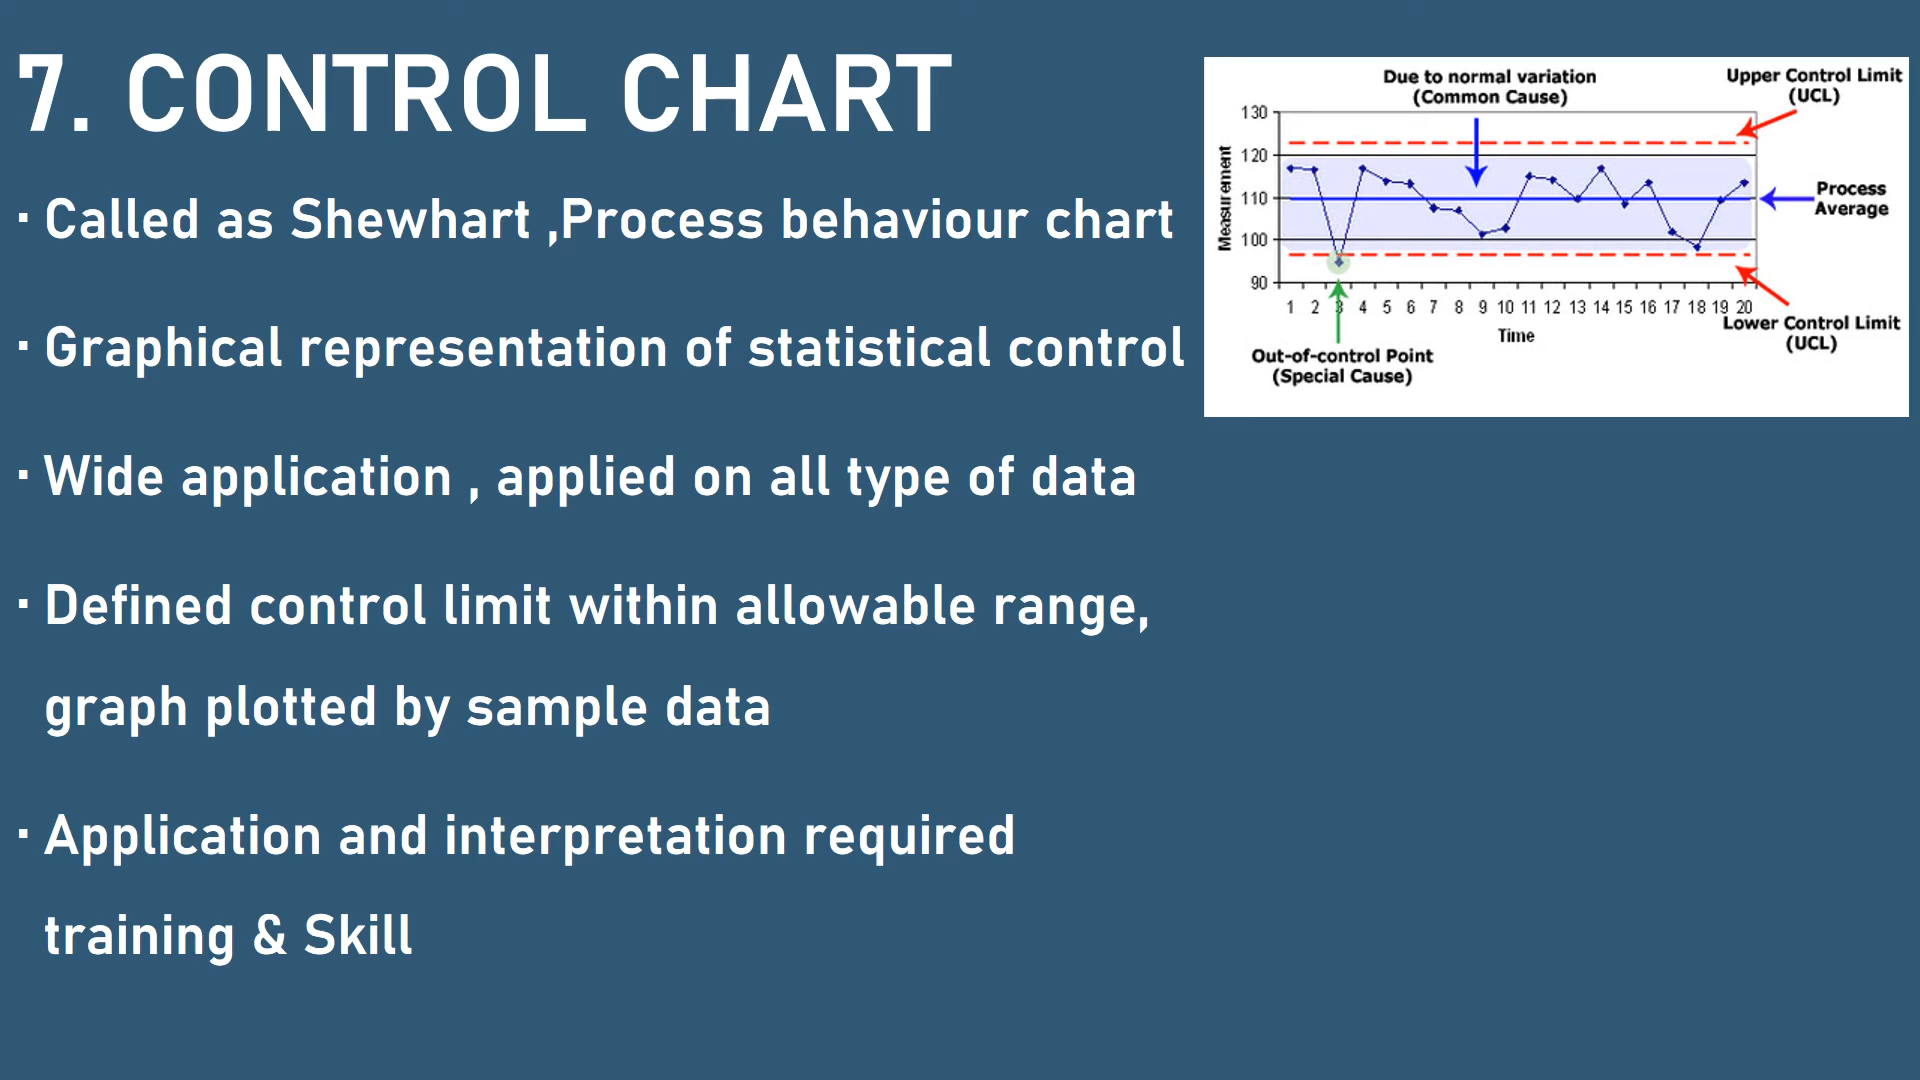 7. CONTROL CHART
· Called as Shewhart ,Process behaviour chart
· Graphical representation of statistical control
· Wide application , applied on all type of data
· Defined control limit within allowable range,
graph plotted by sample data
· Application and interpretation required
training & Skill
Due to normal variation
(Common Cause)
Upper Control Limit
(UCL)
130
120
110
100
90
Measurement
Process
Average
1 2 3 4 5 6 7 8 9 10 11 12 13 14 15 16 17 18 19 20
Time
Lower Control Limit
(UCL)
Out-of-control Point
(Special Cause)